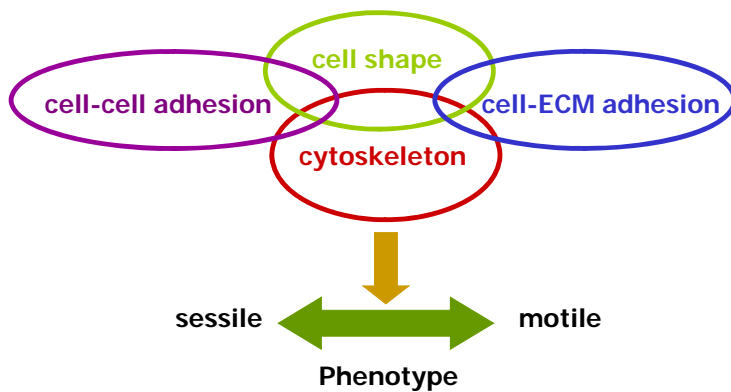 cell shape
cell-cell adhesion
cell-ECM adhesion
cytoskeleton
sessile
motile
Phenotype